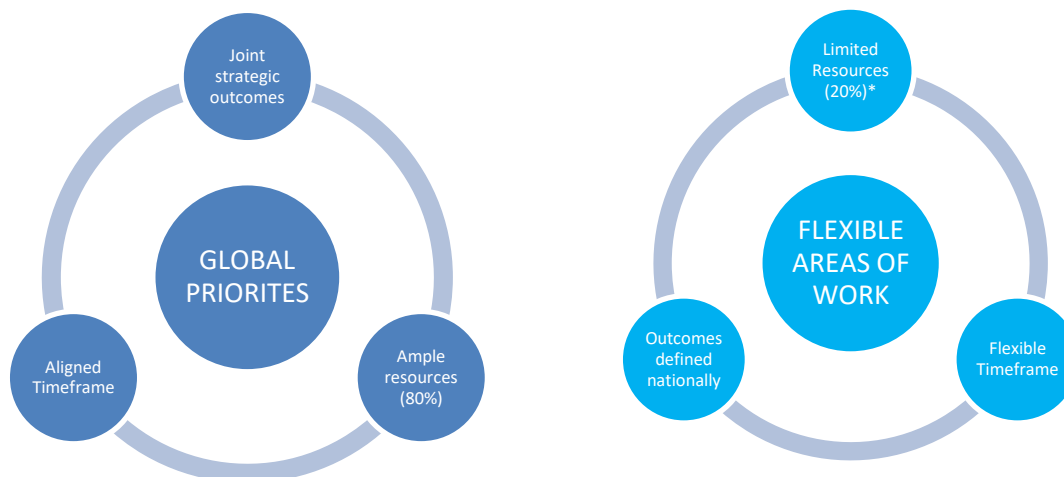 Joint
strategic
outcomes
GLOBAL
PRIORITES
Aligned
Timeframe
Ample
resources
(80%)
Limited
Resources
(20%)*
FLEXIBLE
AREAS OF
WORK
Outcomes
defined
nationally
Flexible
Timeframe